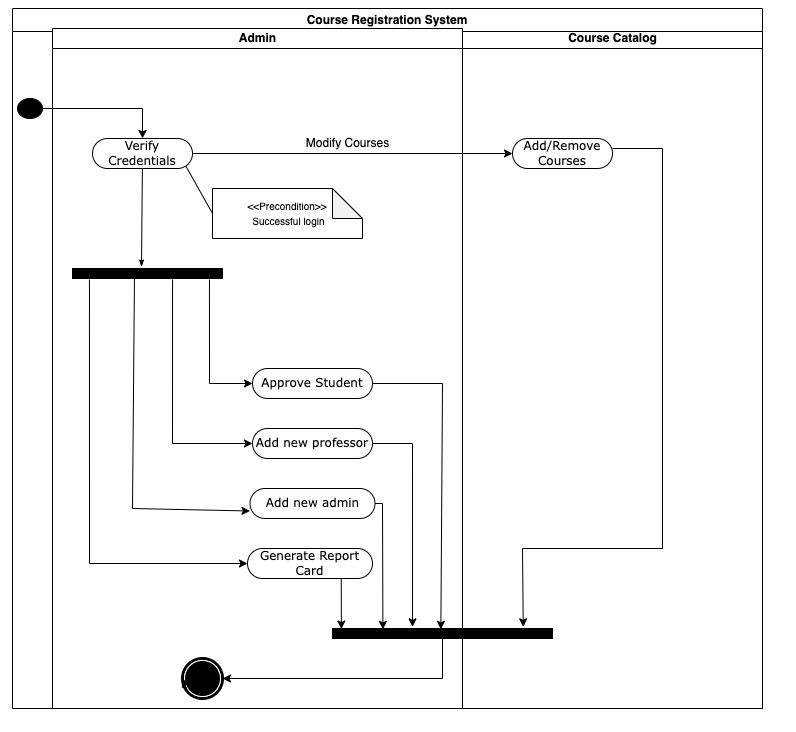 Course Registration System
Admin
Course Catalog
Verify
Credentials
Modify Courses
Add/Remove
Courses
<<Precondition>>
Successful login
Approve Student
Add new professor
Add new admin
Generate Report
Card